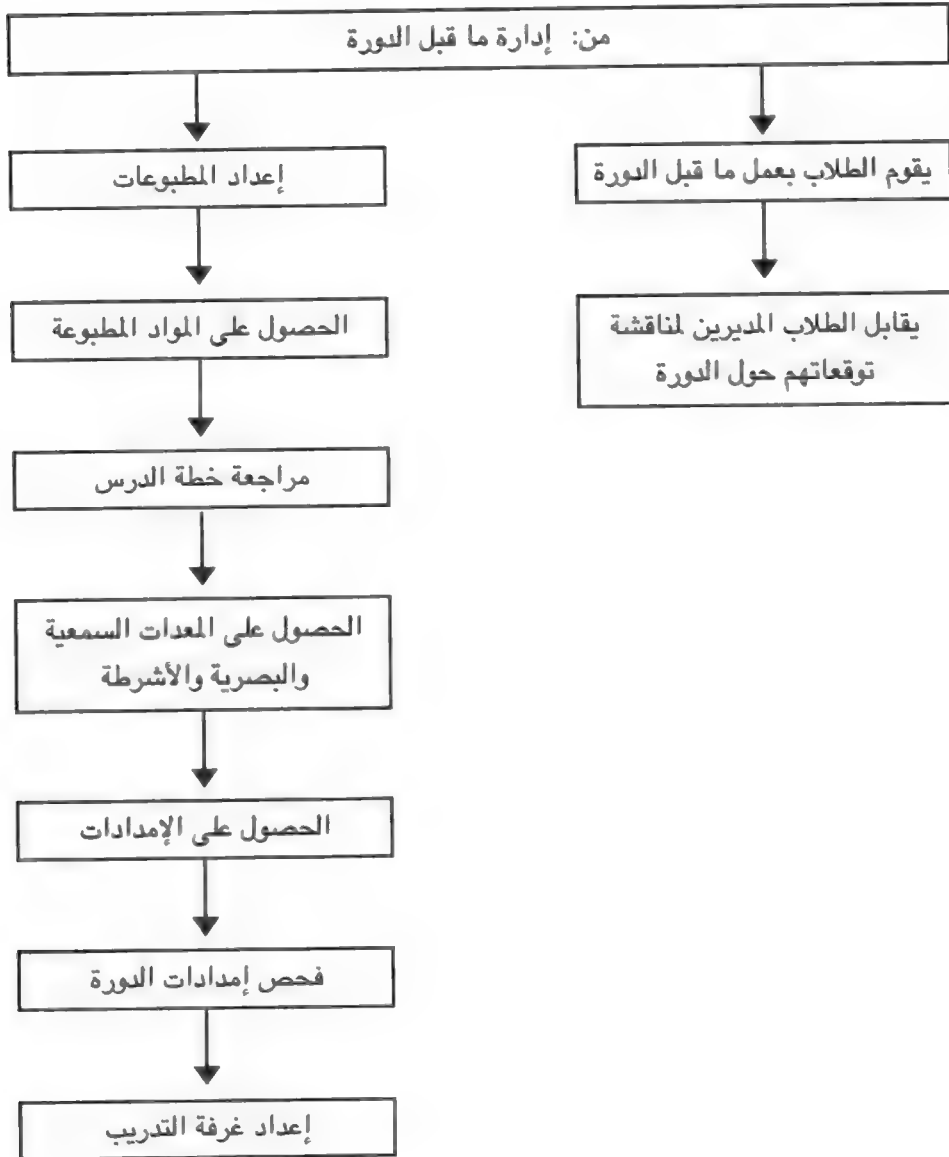 من: إدارة ما قبل الدورة
يقوم الطلاب بعمل ما قبل الدورة
يقابل الطلاب المديرين لمناقشة
توقعاتهم حول الدورة
إعداد المطبوعات
الحصول على المواد المطبوعة
مراجعة خطة الدرس
الحصول على المعدات السمعية
والبصرية والأشرطة
الحصول على الإمدادات
فحص إمدادات الدورة
إعداد غرفة التدريب